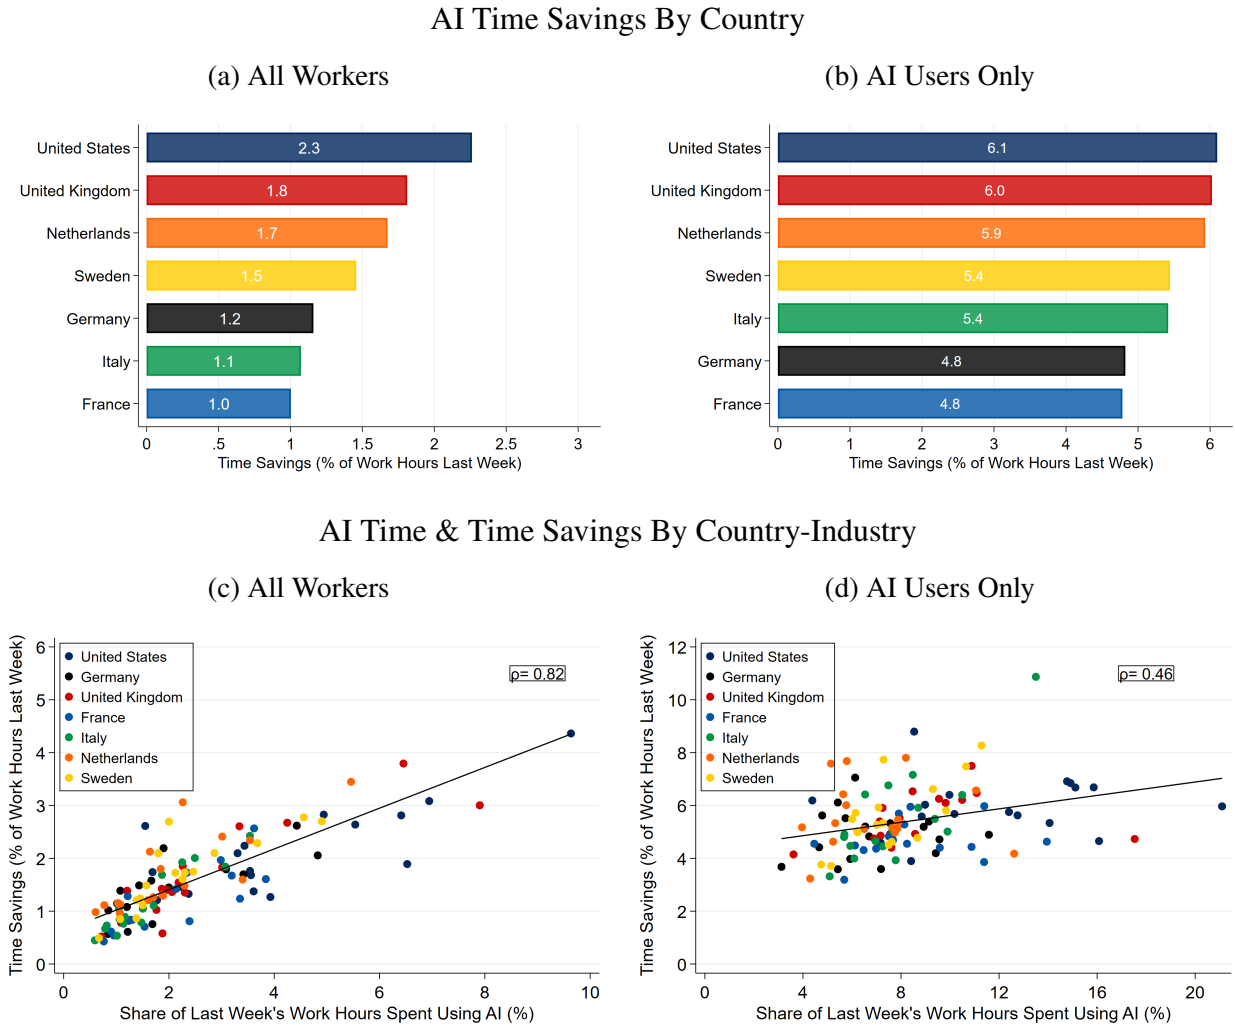 AI Time Savings By Country
(a) All Workers
United States
2.3
United Kingdom
1.8
Netherlands
1.7
Sweden
1.5
Germany
1.2
Italy
1.1
France
1.0
0 .5 1 1.5 2 2.5 3
Time Savings (% of Work Hours Last Week)
(b) AI Users Only
United States
6.1
United Kingdom
6.0
Netherlands
5.9
Sweden
5.4
Italy
5.4
Germany
4.8
France
4.8
0 1 2 3 4 5 6
Time Savings (% of Work Hours Last Week)
AI Time & Time Savings By Country-Industry
(c) All Workers
Time Savings (% of Work Hours Last Week)
6
5
4
3
2
1
0
United States
Germany
United Kingdom
France
Italy
Netherlands
Sweden
ρ= 0.82
0 2 4 6 8 10
Share of Last Week's Work Hours Spent Using AI (%)
(d) AI Users Only
Time Savings (% of Work Hours Last Week)
12
10
8
6
4
2
0
United States
Germany
United Kingdom
France
Italy
Netherlands
Sweden
ρ= 0.46
0 4 8 12 16 20
Share of Last Week's Work Hours Spent Using AI (%)